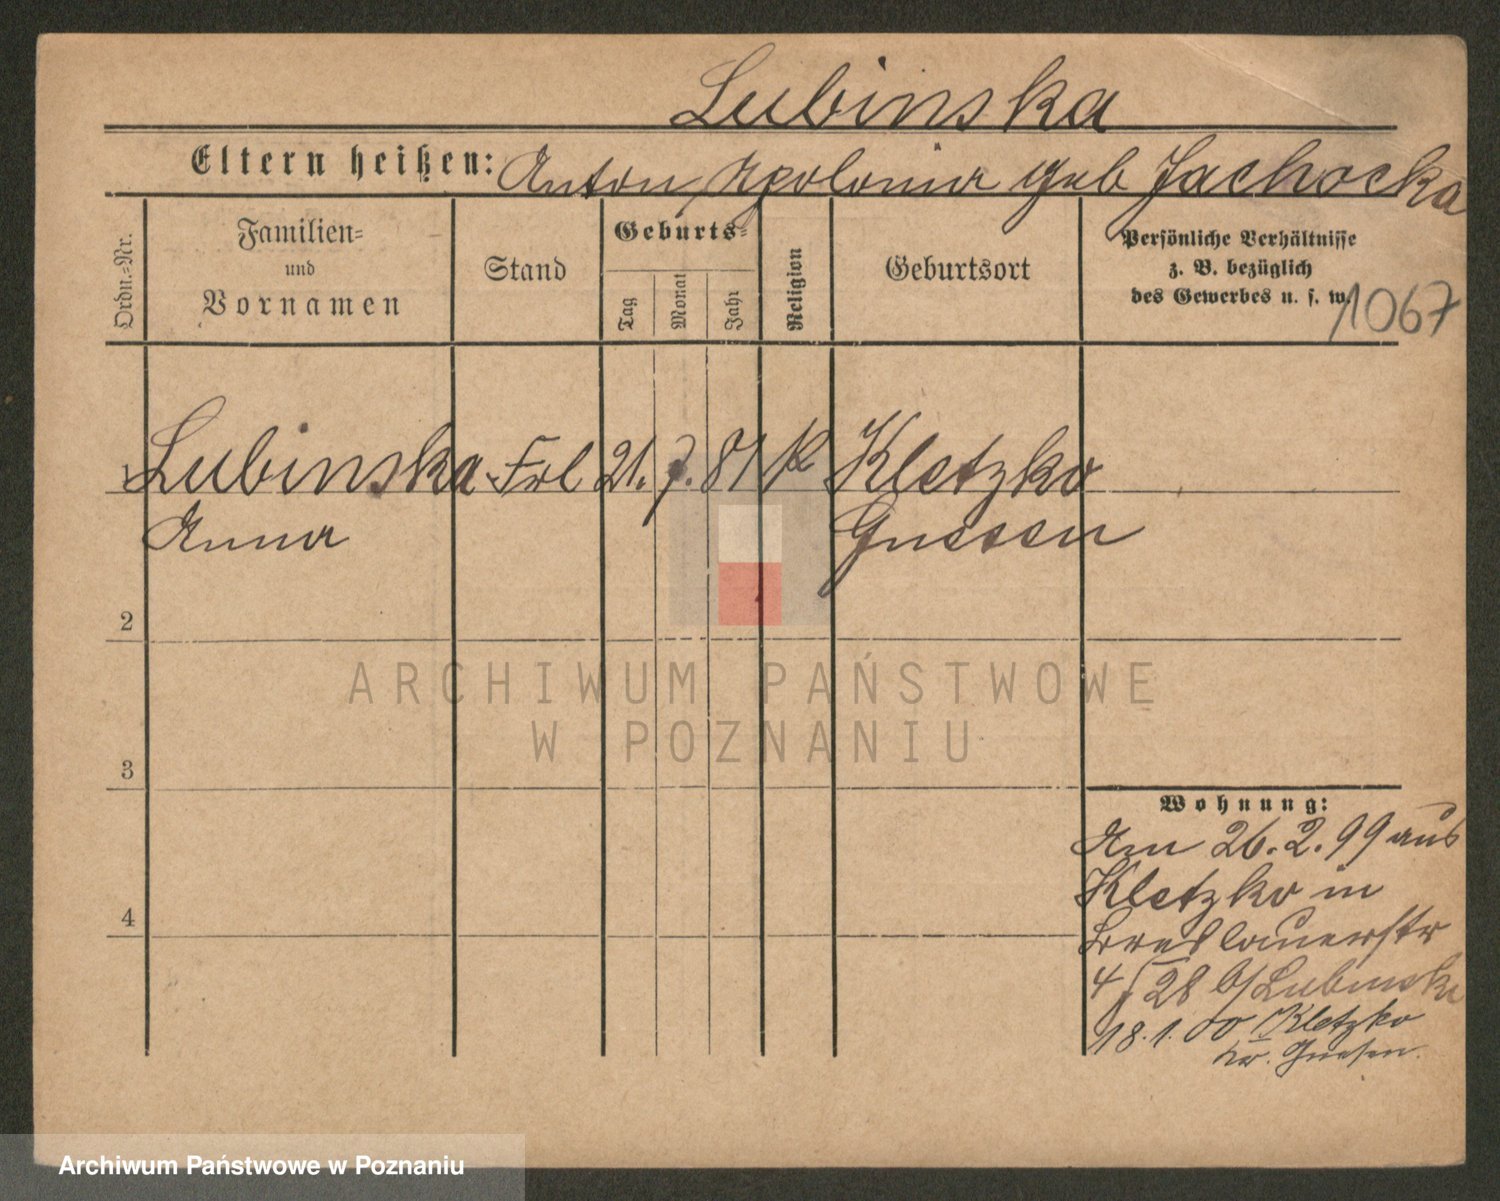 Lubinska
Eltern heißen: Anton Apolonia geb Jachocka
Ordn.=Nr.
Familien=
und
Vornamen
Stand
Geburts=
Tag
Monat
Jahr
Religion
Geburtsort
Persönliche Verhältnisse
z. B. bezüglich
des Gewerbes u. s. w.
1067
1 Lubinska Frl 21. 7. 81 K Kletzko
Anna Gnesen
2
3
4
Wohnung:
Am 26.2.99 aus
Kletzko in
Breslauerstr
4 28 b/Lubinski
18.1.00 Kletzko
Kr. Gnesen.
ARCHIWUM PAŃSTWOWE
W POZNANIU
Archiwum Państwowe w Poznaniu